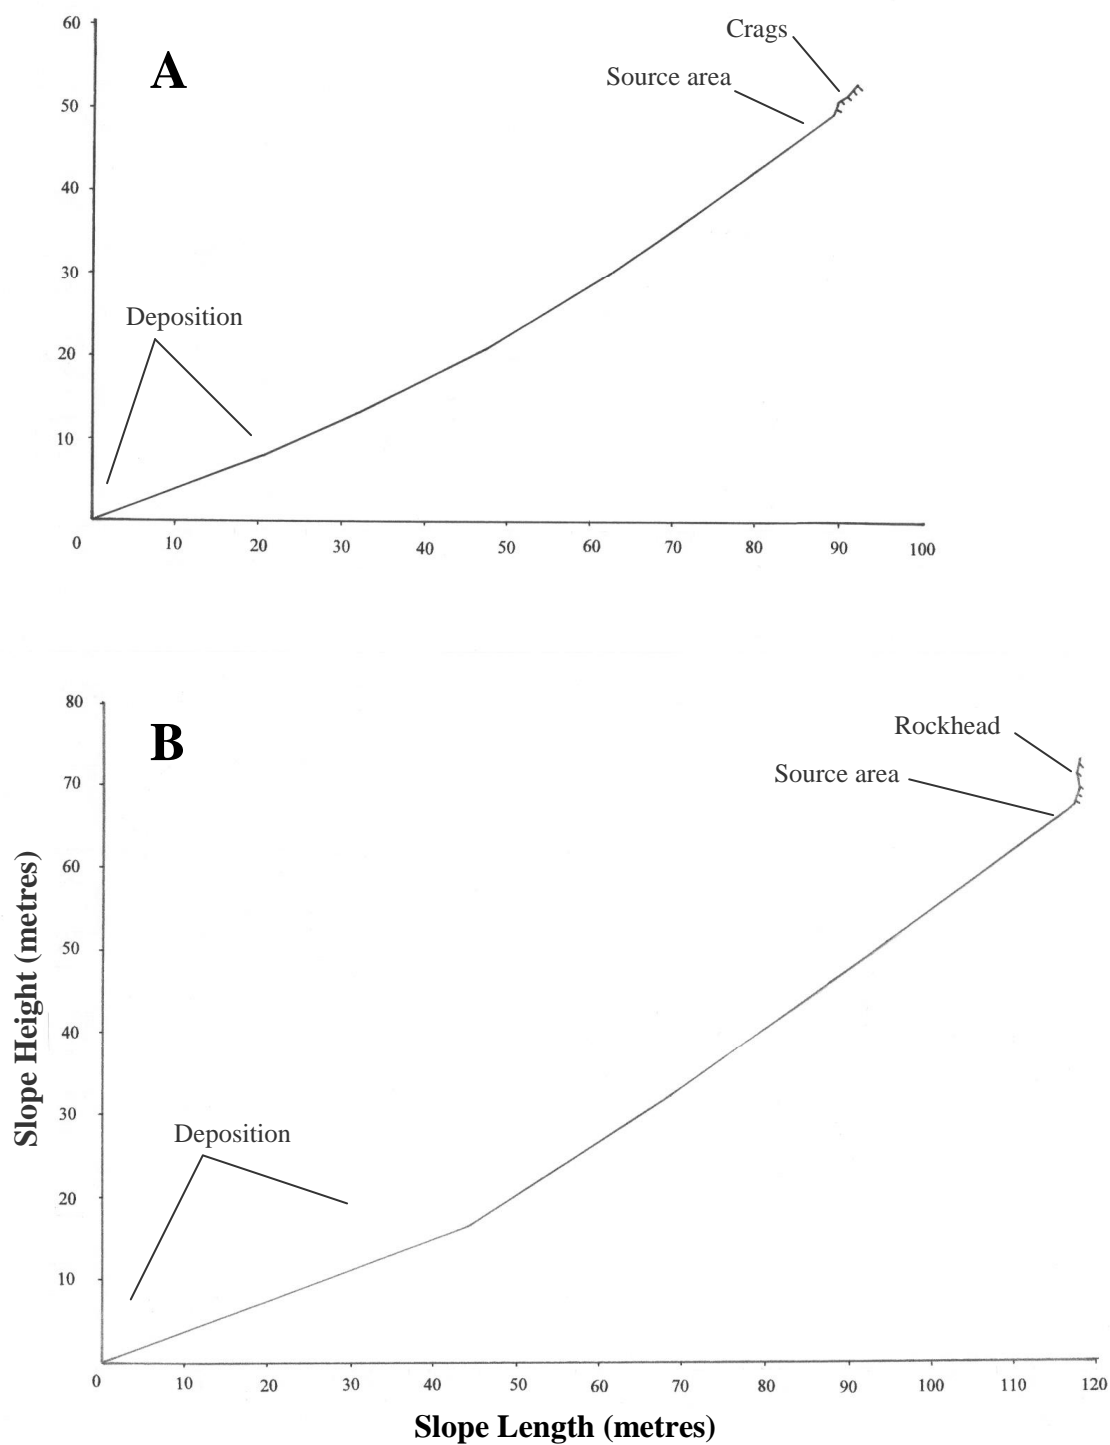 60
A
Crags
Source area
50
40
30
Deposition
20
10
0 10 20 30 40 50 60 70 80 90 100
80
B
Rockhead
70
Source area
60
50
40
30
Deposition
20
10
0 10 20 30 40 50 60 70 80 90 100 110 120
Slope Height (metres)
Slope Length (metres)